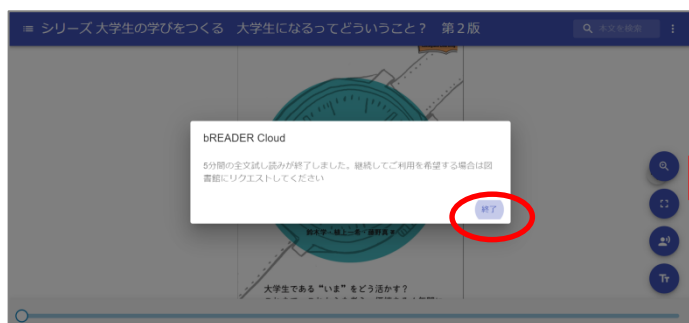 シリーズ 大学生の学びをつくる 大学生になるってどういうこと? 第2版
本文を検索
bREADER Cloud
5分間の全文試し読みが終了しました。継続してご利用を希望する場合は図
書館にリクエストしてください
終了
大学生である“いま”をどう活かす?